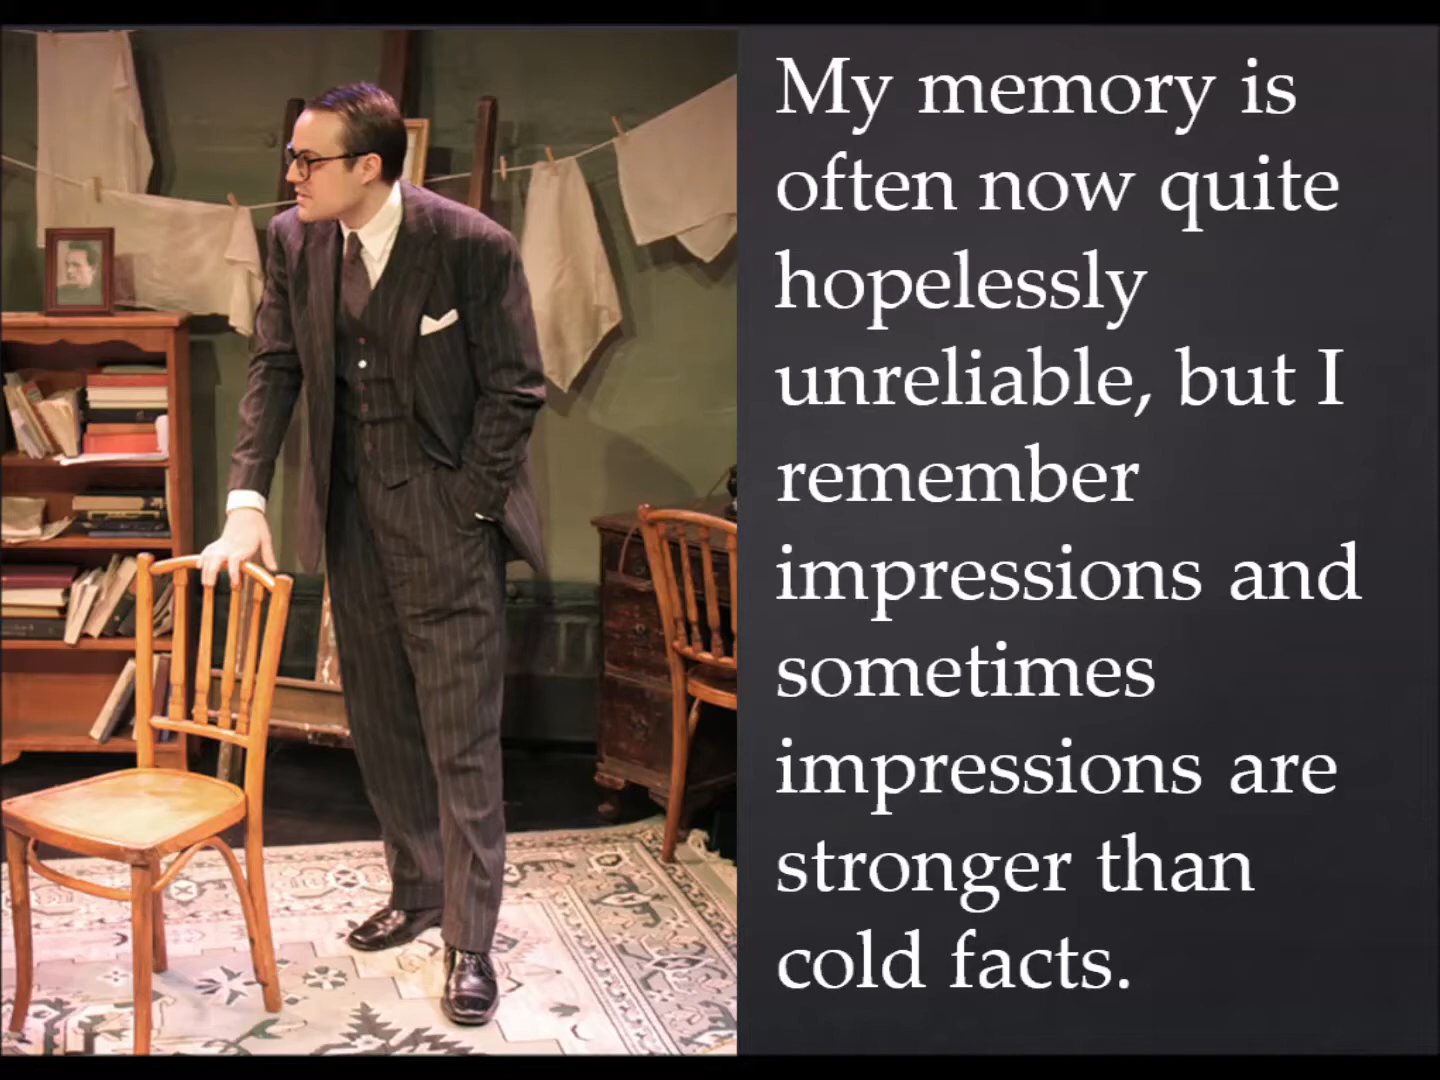 My memory is
often now quite
hopelessly
unreliable, but I
remember
impressions and
sometimes
impressions are
stronger than
cold facts.